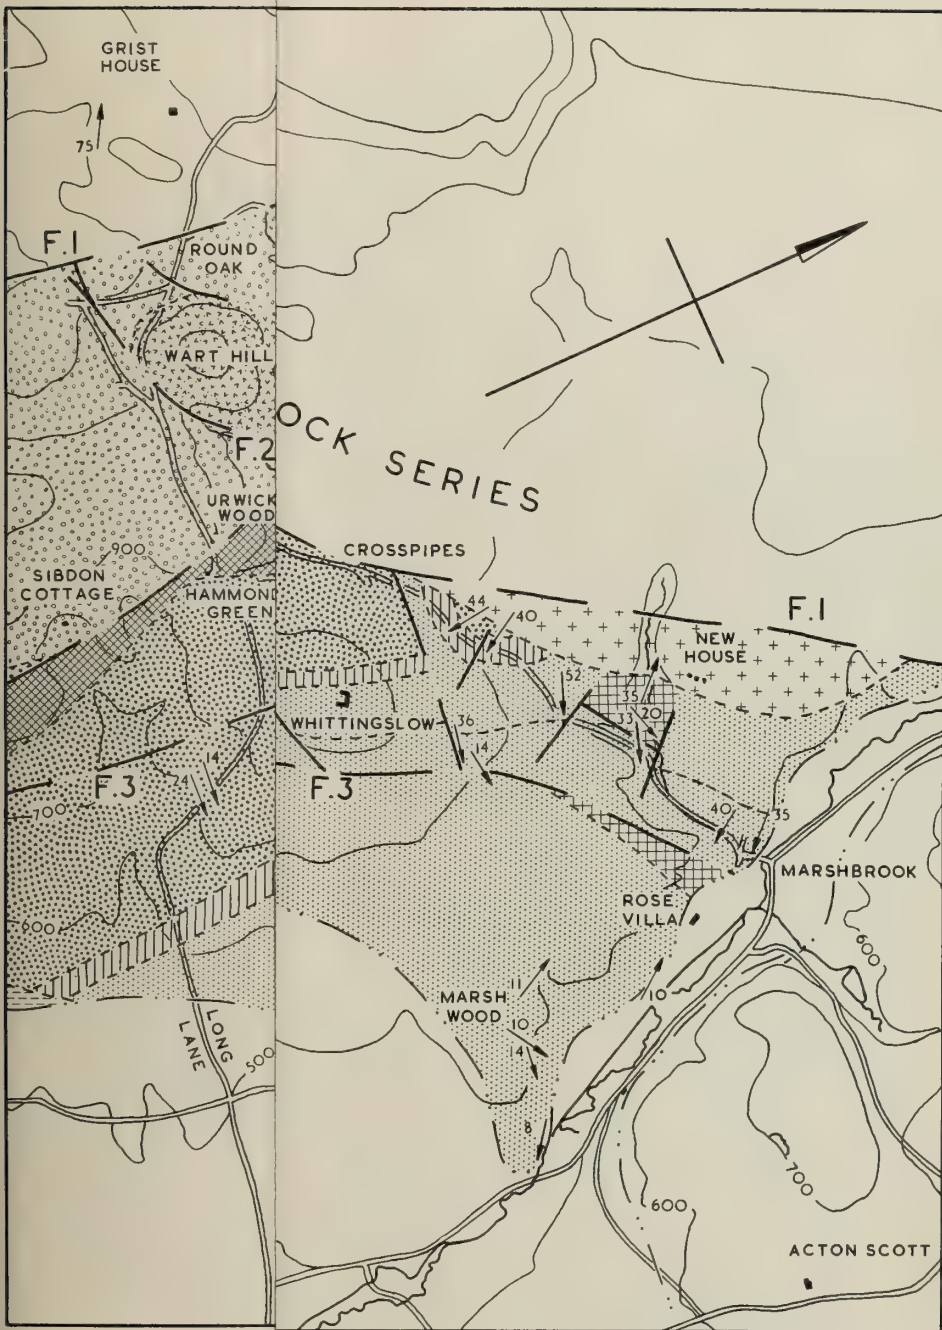 GRIST
HOUSE
75
F.1
ROUND
OAK
WART HILL
F.2
OCK SERIES
URWICK
WOOD
900
SIBDON
COTTAGE
HAMMOND
GREEN
CROSSPIPES
44
40
F.1
NEW
HOUSE
52
35
33
20
WHITTINGSLOW
36
14
14
24
F.3
F.3
700
40
35
MARSHBROOK
ROSE
VILLA
600
600
MARSH
WOOD
11
10
10
14
LONG
LANE
500
8
700
600
ACTON SCOTT